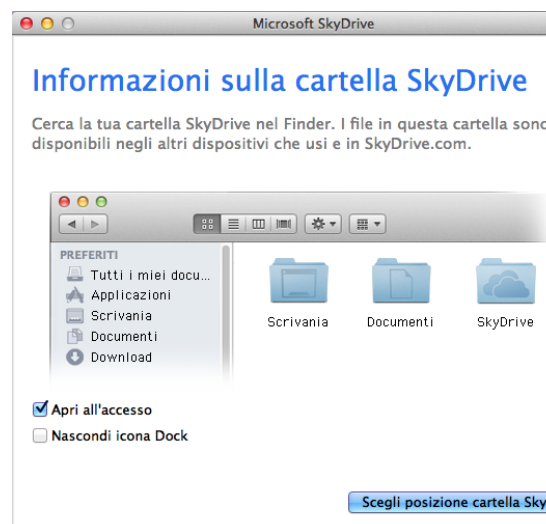 Microsoft SkyDrive
Informazioni sulla cartella SkyDrive
Cerca la tua cartella SkyDrive nel Finder. I file in questa cartella sono
disponibili negli altri dispositivi che usi e in SkyDrive.com.
PREFERITI
Tutti i miei docu...
Applicazioni
Scrivania
Documenti
Download
Scrivania
Documenti
SkyDrive
Apri all'accesso
Nascondi icona Dock
Scegli posizione cartella Sky